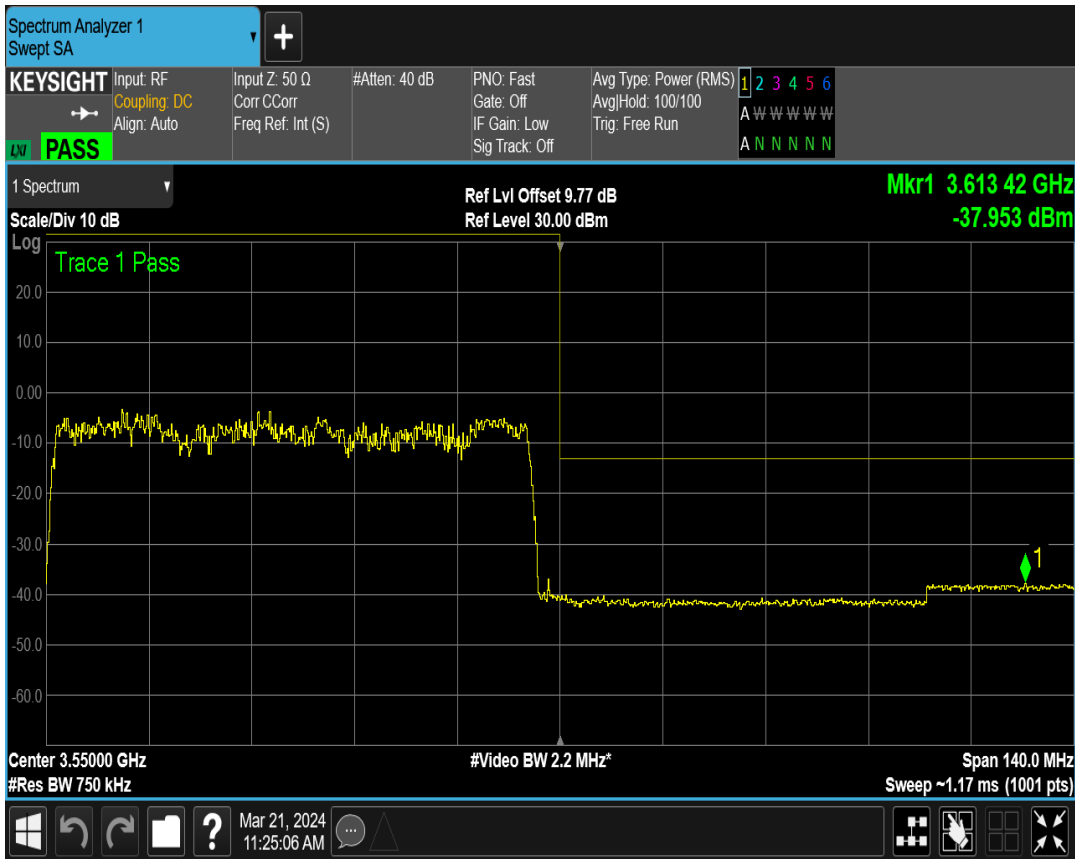 Spectrum Analyzer 1
Swept SA
+
KEYSIGHT
LXI PASS
Input: RF
Coupling: DC
Align: Auto
Input Z: 50 Ω
Corr CCorr
Freq Ref: Int (S)
#Atten: 40 dB
PNO: Fast
Gate: Off
IF Gain: Low
Sig Track: Off
Avg Type: Power (RMS)
Avg|Hold: 100/100
Trig: Free Run
1 2 3 4 5 6
A W W W W W
A N N N N N
1 Spectrum
Scale/Div 10 dB
Ref Lvl Offset 9.77 dB
Ref Level 30.00 dBm
Mkr1 3.613 42 GHz
-37.953 dBm
Log
Trace 1 Pass
20.0
10.0
0.00
-10.0
-20.0
-30.0
1
-40.0
-50.0
-60.0
Center 3.55000 GHz
#Video BW 2.2 MHz*
Span 140.0 MHz
#Res BW 750 kHz
Sweep ~1.17 ms (1001 pts)
?
Mar 21, 2024
11:25:06 AM